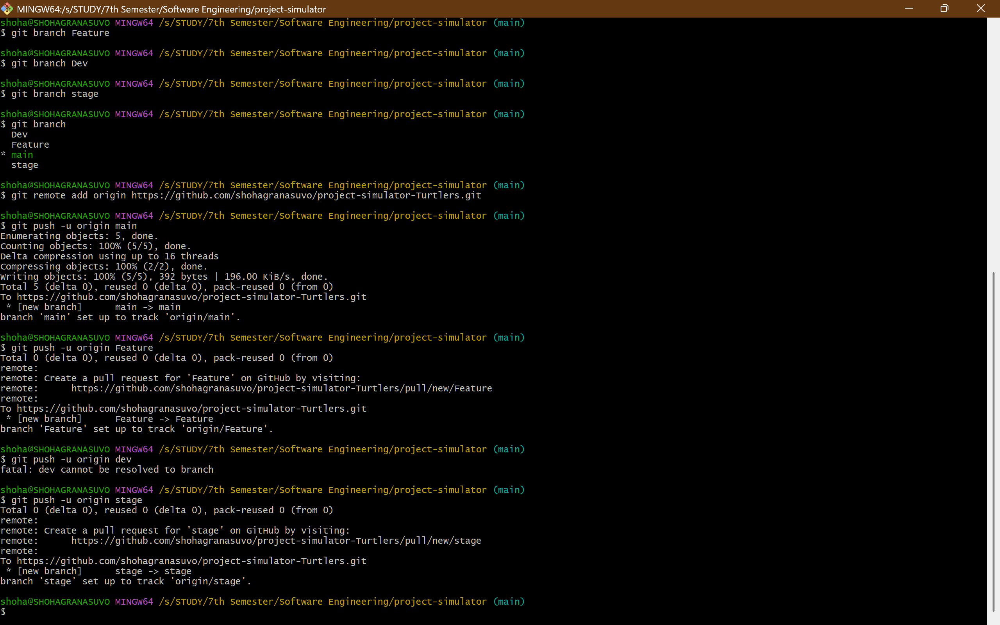 MINGW64:/s/STUDY/7th Semester/Software Engineering/project-simulator
shoha@SHOHAGRANASUVO MINGW64 /s/STUDY/7th Semester/Software Engineering/project-simulator (main)
$ git branch Feature
shoha@SHOHAGRANASUVO MINGW64 /s/STUDY/7th Semester/Software Engineering/project-simulator (main)
$ git branch Dev
shoha@SHOHAGRANASUVO MINGW64 /s/STUDY/7th Semester/Software Engineering/project-simulator (main)
$ git branch stage
shoha@SHOHAGRANASUVO MINGW64 /s/STUDY/7th Semester/Software Engineering/project-simulator (main)
$ git branch
  Dev
  Feature
* main
  stage
shoha@SHOHAGRANASUVO MINGW64 /s/STUDY/7th Semester/Software Engineering/project-simulator (main)
$ git remote add origin https://github.com/shohagranasuvo/project-simulator-Turtlers.git
shoha@SHOHAGRANASUVO MINGW64 /s/STUDY/7th Semester/Software Engineering/project-simulator (main)
$ git push -u origin main
Enumerating objects: 5, done.
Counting objects: 100% (5/5), done.
Delta compression using up to 16 threads
Compressing objects: 100% (2/2), done.
Writing objects: 100% (5/5), 392 bytes | 196.00 KiB/s, done.
Total 5 (delta 0), reused 0 (delta 0), pack-reused 0 (from 0)
To https://github.com/shohagranasuvo/project-simulator-Turtlers.git
 * [new branch]      main -> main
branch 'main' set up to track 'origin/main'.
shoha@SHOHAGRANASUVO MINGW64 /s/STUDY/7th Semester/Software Engineering/project-simulator (main)
$ git push -u origin Feature
Total 0 (delta 0), reused 0 (delta 0), pack-reused 0 (from 0)
remote:
remote: Create a pull request for 'Feature' on GitHub by visiting:
remote:      https://github.com/shohagranasuvo/project-simulator-Turtlers/pull/new/Feature
remote:
To https://github.com/shohagranasuvo/project-simulator-Turtlers.git
 * [new branch]      Feature -> Feature
branch 'Feature' set up to track 'origin/Feature'.
shoha@SHOHAGRANASUVO MINGW64 /s/STUDY/7th Semester/Software Engineering/project-simulator (main)
$ git push -u origin dev
fatal: dev cannot be resolved to branch
shoha@SHOHAGRANASUVO MINGW64 /s/STUDY/7th Semester/Software Engineering/project-simulator (main)
$ git push -u origin stage
Total 0 (delta 0), reused 0 (delta 0), pack-reused 0 (from 0)
remote:
remote: Create a pull request for 'stage' on GitHub by visiting:
remote:      https://github.com/shohagranasuvo/project-simulator-Turtlers/pull/new/stage
remote:
To https://github.com/shohagranasuvo/project-simulator-Turtlers.git
 * [new branch]      stage -> stage
branch 'stage' set up to track 'origin/stage'.
shoha@SHOHAGRANASUVO MINGW64 /s/STUDY/7th Semester/Software Engineering/project-simulator (main)
$